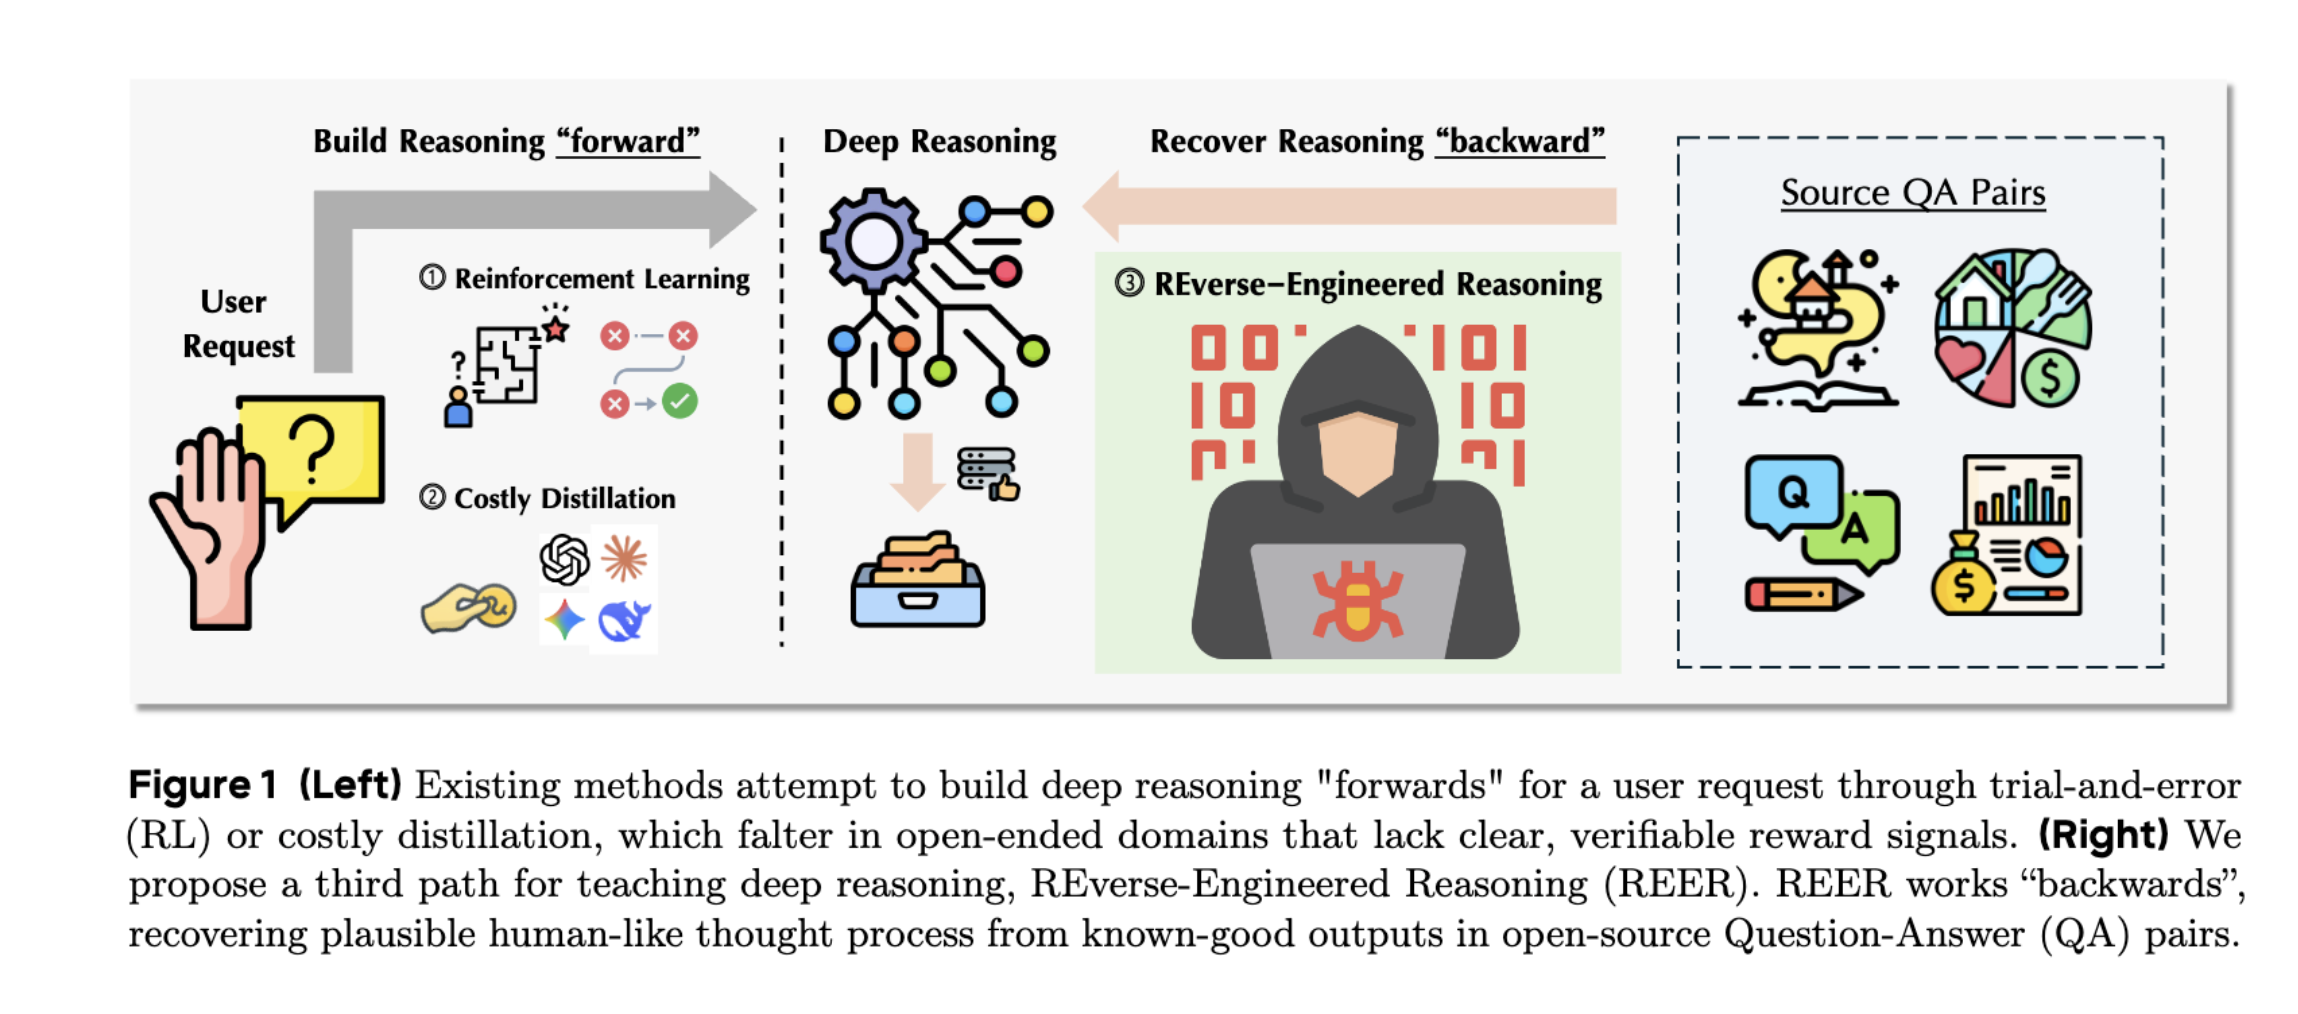 Build Reasoning “forward”
Deep Reasoning
Recover Reasoning “backward”
Source QA Pairs
① Reinforcement Learning
③ REverse-Engineered Reasoning
User
Request
?
?
② Costly Distillation
00 101
10 10
Q
A
$
$
Figure 1 (Left) Existing methods attempt to build deep reasoning "forwards" for a user request through trial-and-error
(RL) or costly distillation, which falter in open-ended domains that lack clear, verifiable reward signals. (Right) We
propose a third path for teaching deep reasoning, REverse-Engineered Reasoning (REER). REER works “backwards”,
recovering plausible human-like thought process from known-good outputs in open-source Question-Answer (QA) pairs.